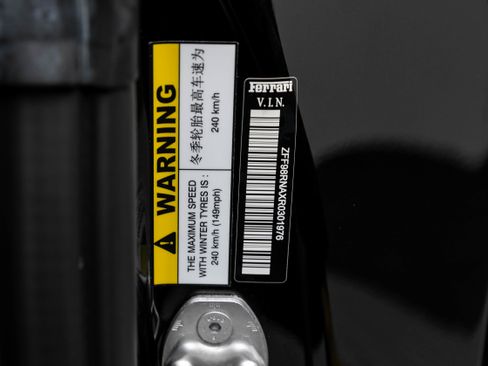 WARNING
冬季轮胎最高车速为
240 km/h
THE MAXIMUM SPEED
WITH WINTER TYRES IS :
240 km/h (149mph)
Ferrari
V.I.N.
ZFF98RNAXR0301976